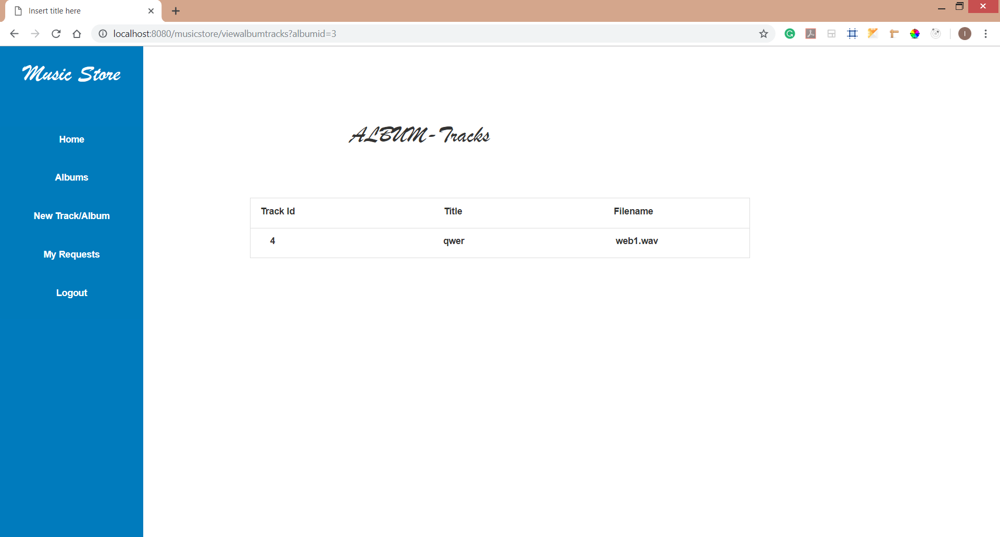 Insert title here
localhost:8080/musicstore/viewalbumtracks?albumid=3
I
Music Store
Home
Albums
New Track/Album
My Requests
Logout
ALBUM-Tracks
Track Id Title Filename
4 qwer web1.wav